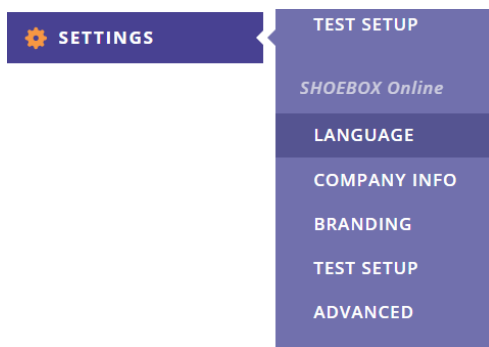 SETTINGS
TEST SETUP
SHOEBOX Online
LANGUAGE
COMPANY INFO
BRANDING
TEST SETUP
ADVANCED